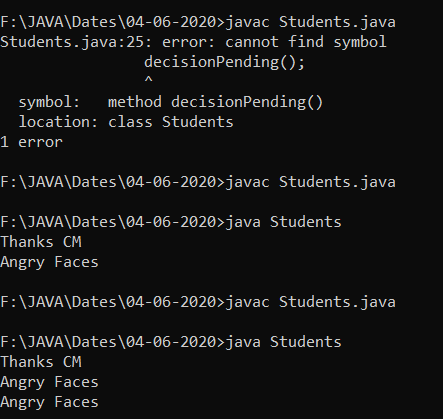 F:\JAVA\Dates\04-06-2020>javac Students.java
Students.java:25: error: cannot find symbol
                decisionPending();
                ^
  symbol:   method decisionPending()
  location: class Students
1 error
F:\JAVA\Dates\04-06-2020>javac Students.java
F:\JAVA\Dates\04-06-2020>java Students
Thanks CM
Angry Faces
F:\JAVA\Dates\04-06-2020>javac Students.java
F:\JAVA\Dates\04-06-2020>java Students
Thanks CM
Angry Faces
Angry Faces